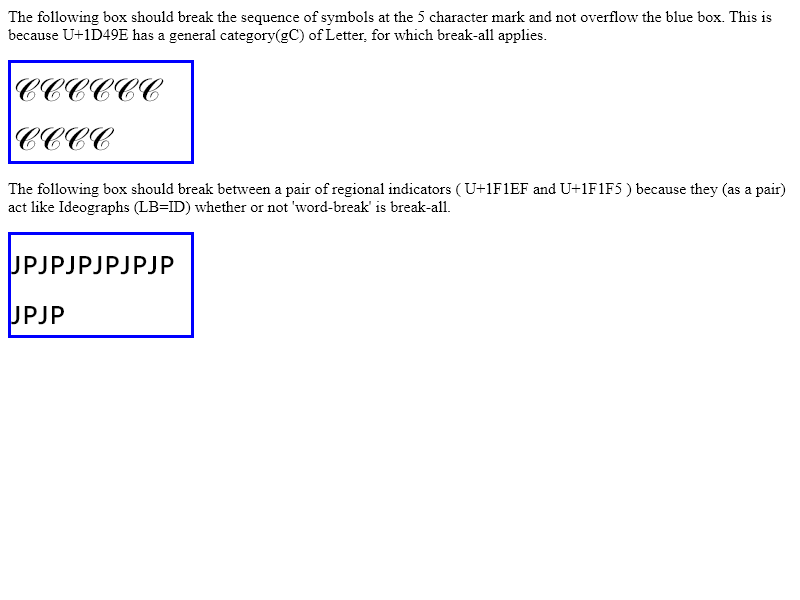 The following box should break the sequence of symbols at the 5 character mark and not overflow the blue box. This is
because U+1D49E has a general category(gC) of Letter, for which break-all applies.
𝒞𝒞𝒞𝒞𝒞𝒞
𝒞𝒞𝒞𝒞
The following box should break between a pair of regional indicators ( U+1F1EF and U+1F1F5 ) because they (as a pair)
act like Ideographs (LB=ID) whether or not 'word-break' is break-all.
JPJPJPJPJPJP
JPJP